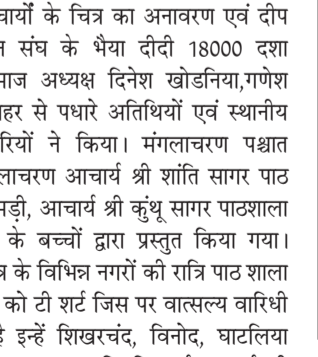 चार्यों के चित्र का अनावरण एवं दीप
संघ के भैया दीदी 18000 दशा
माज अध्यक्ष दिनेश खोडनिया,गणेश
हर से पधारे अतिथियों एवं स्थानीय
रियों ने किया। मंगलाचरण पश्चात
लाचरण आचार्य श्री शांति सागर पाठ
मड़ी, आचार्य श्री कुंथू सागर पाठशाला
के बच्चों द्वारा प्रस्तुत किया गया।
के विभिन्न नगरों की रात्रि पाठ शाला
को टी शर्ट जिस पर वात्सल्य वारिधी
है इन्हें शिखरचंद, विनोद, घाटलिया